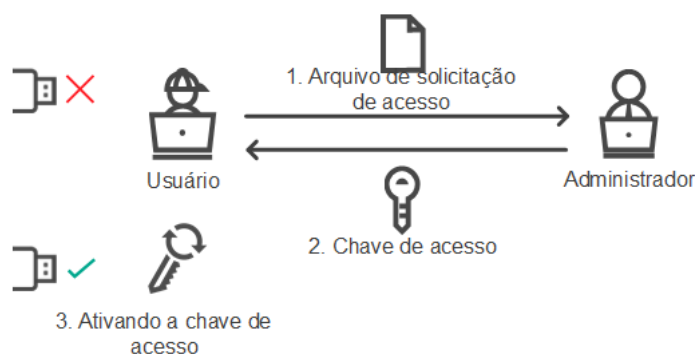 1. Arquivo de solicitação
de acesso
Usuário
Administrador
2. Chave de acesso
3. Ativando a chave de
acesso